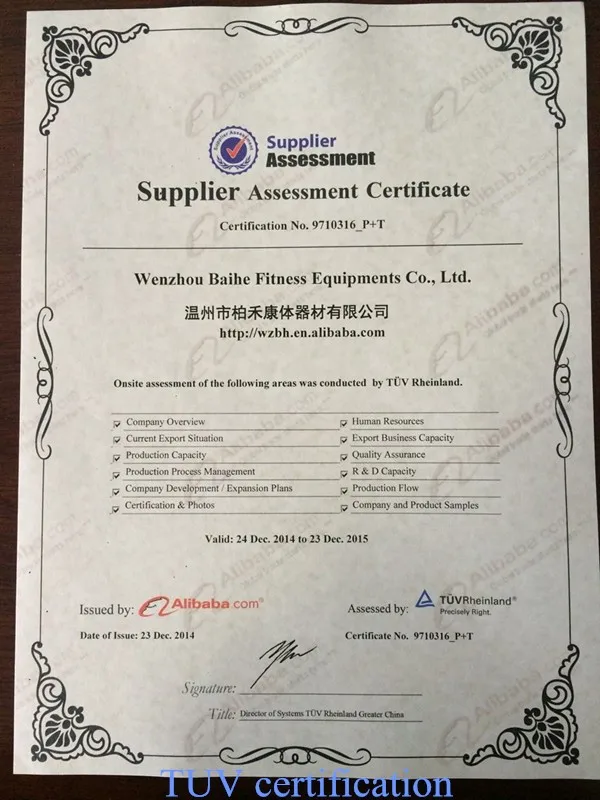 Supplier
Assessment
Supplier Assessment Certificate
Certification No. 9710316_P+T
Wenzhou Baihe Fitness Equipments Co., Ltd.
温州市柏禾康体器材有限公司
http://wzbh.en.alibaba.com
Onsite assessment of the following areas was conducted by TÜV Rheinland.
Company Overview
Human Resources
Current Export Situation
Export Business Capacity
Production Capacity
Quality Assurance
Production Process Management
R & D Capacity
Company Development / Expansion Plans
Production Flow
Certification & Photos
Company and Product Samples
Valid: 24 Dec. 2014 to 23 Dec. 2015
Issued by: Alibaba.com®
Assessed by: TÜVRheinland®
Precisely Right.
Date of Issue: 23 Dec. 2014
Certificate No. 9710316_P+T
Signature:
Title: Director of Systems TÜV Rheinland Greater China
TUV certification